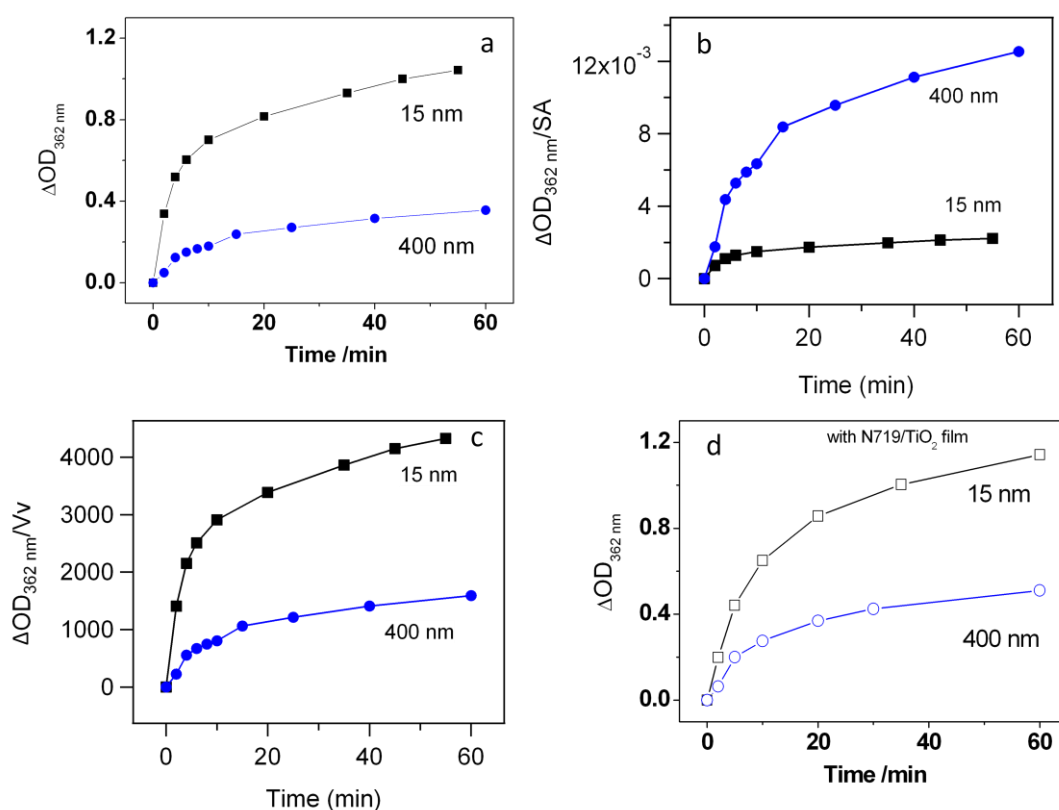 a
1.2
0.8
0.4
0.0
ΔOD362 nm
15 nm
400 nm
0 20 40 60
Time /min
b
12x10-3
8
4
0
ΔOD362 nm/SA
400 nm
15 nm
0 20 40 60
Time (min)
c
4000
3000
2000
1000
0
ΔOD362 nm/Vv
15 nm
400 nm
0 20 40 60
Time (min)
d
with N719/TiO2 film
1.2
0.8
0.4
0.0
ΔOD362 nm
15 nm
400 nm
0 20 40 60
Time /min